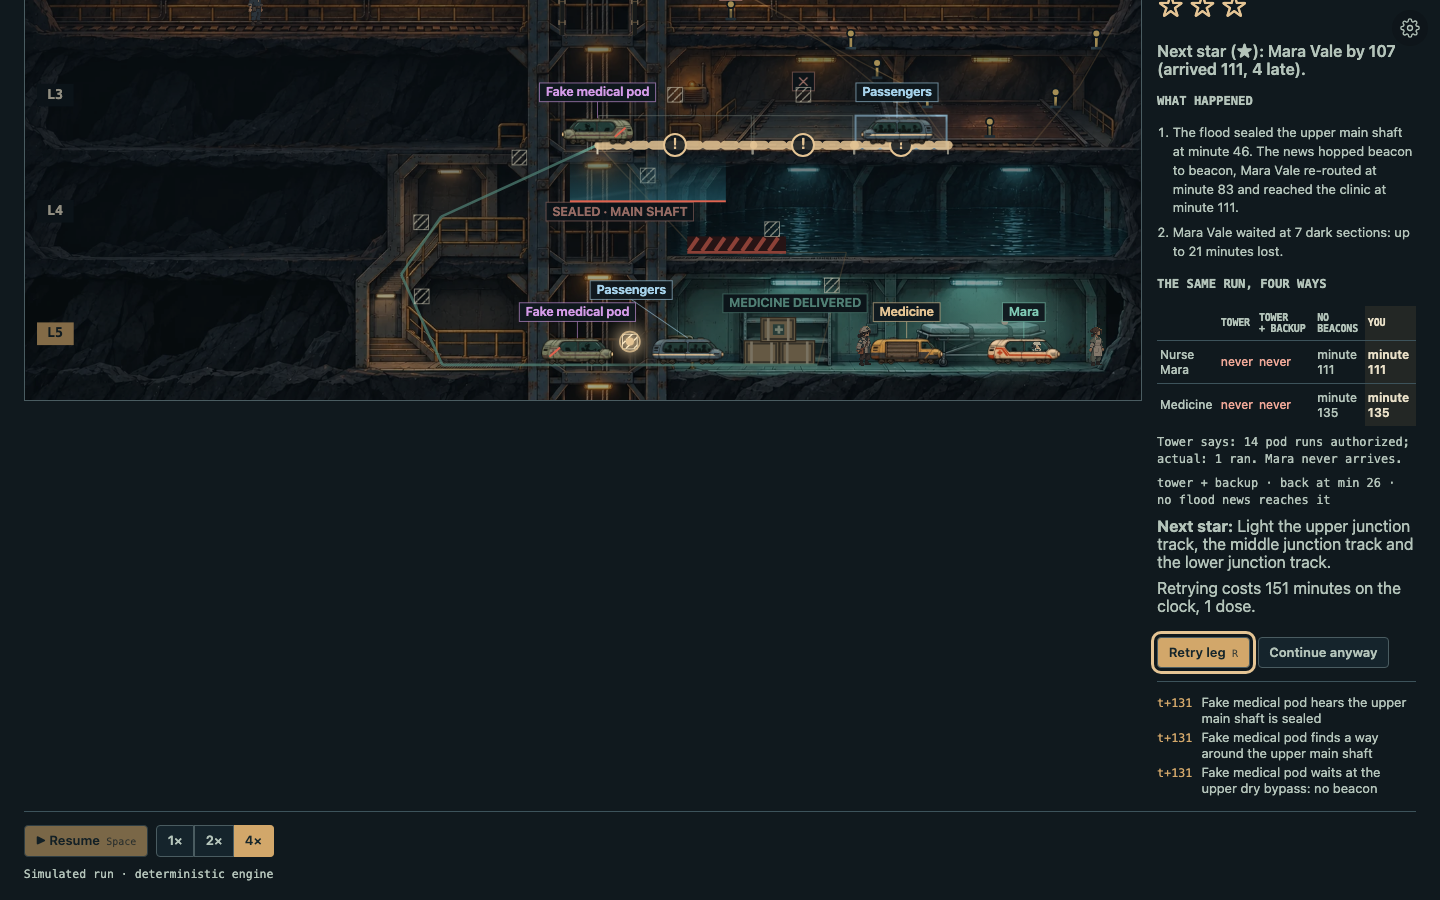 L3
Fake medical pod
Passengers
L4
SEALED · MAIN SHAFT
Passengers
Fake medical pod
MEDICINE DELIVERED
Medicine
Mara
L5
Next star (★): Mara Vale by 107
(arrived 111, 4 late).
WHAT HAPPENED
1. The flood sealed the upper main shaft
at minute 46. The news hopped beacon
to beacon, Mara Vale re-routed at
minute 83 and reached the clinic at
minute 111.
2. Mara Vale waited at 7 dark sections: up
to 21 minutes lost.
THE SAME RUN, FOUR WAYS
TOWER TOWER + BACKUP NO BEACONS YOU
Nurse Mara never never minute 111 minute 111
Medicine never never minute 135 minute 135
Tower says: 14 pod runs authorized;
actual: 1 ran. Mara never arrives.
tower + backup · back at min 26 ·
no flood news reaches it
Next star: Light the upper junction
track, the middle junction track and
the lower junction track.
Retrying costs 151 minutes on the
clock, 1 dose.
Retry leg R
Continue anyway
t+131 Fake medical pod hears the upper
main shaft is sealed
t+131 Fake medical pod finds a way
around the upper main shaft
t+131 Fake medical pod waits at the
upper dry bypass: no beacon
Resume Space
1×
2×
4×
Simulated run · deterministic engine